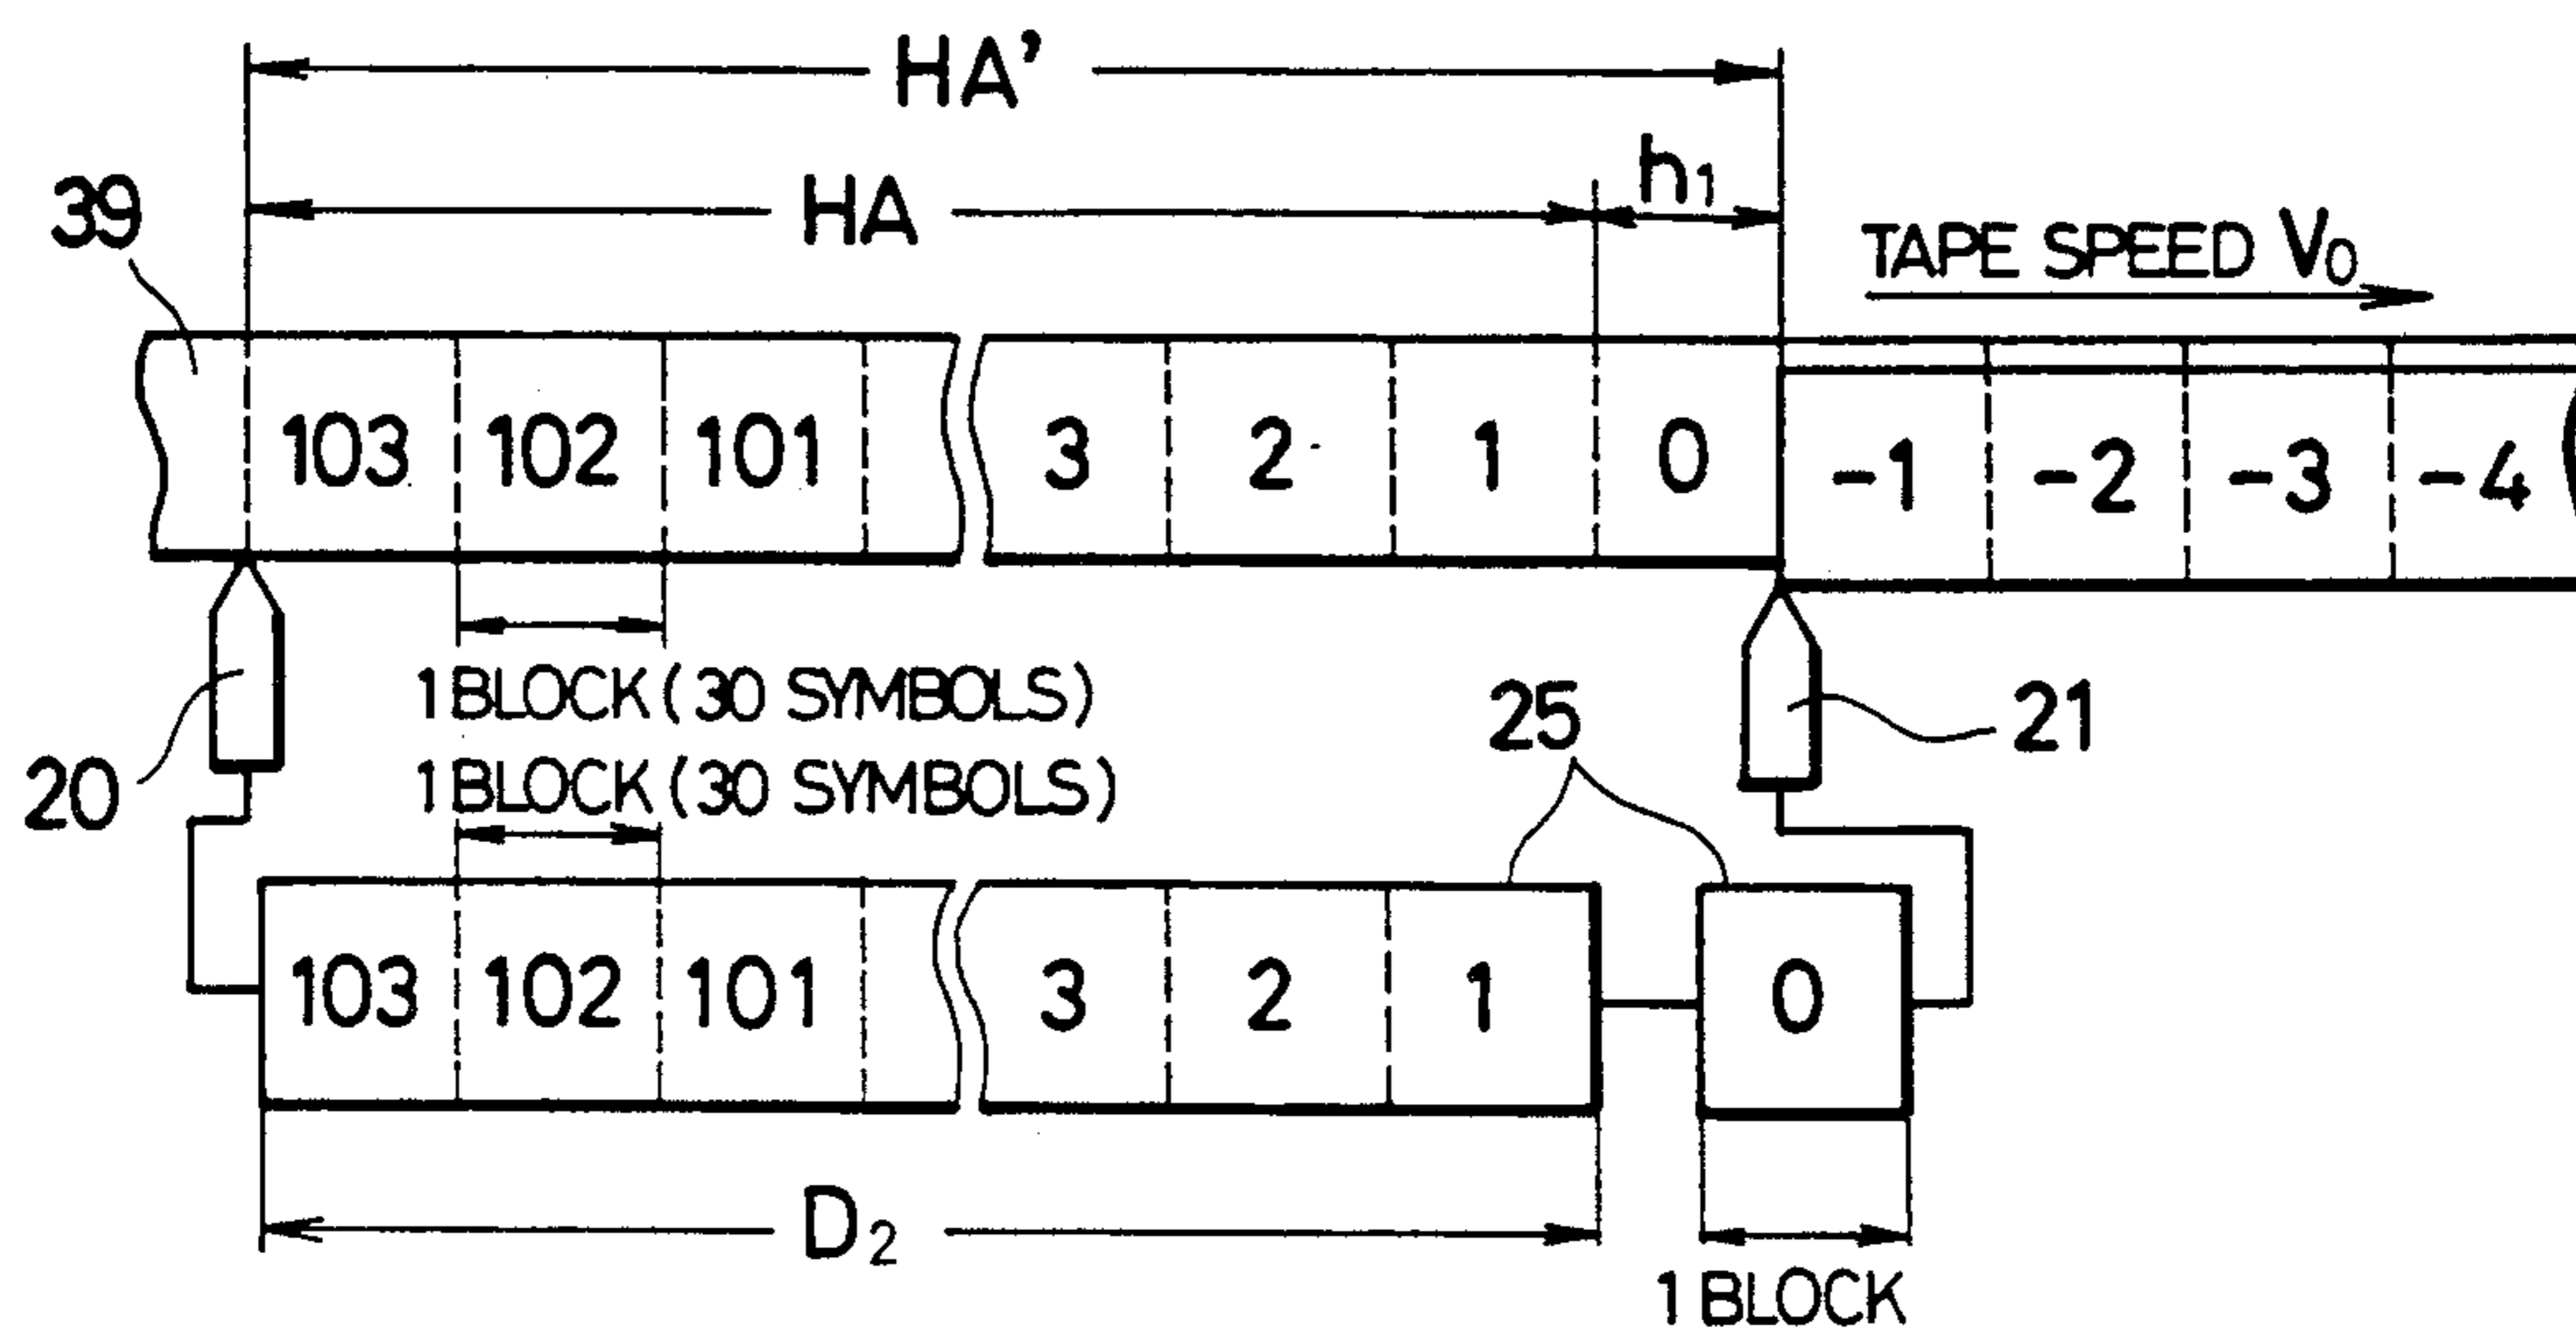 HA'
HA
h1
39
TAPE SPEED V0
103 102 101 3 2 1 0 -1 -2 -3 -4
1 BLOCK (30 SYMBOLS)
25
21
20
1 BLOCK (30 SYMBOLS)
103 102 101 3 2 1 0
D2
1 BLOCK